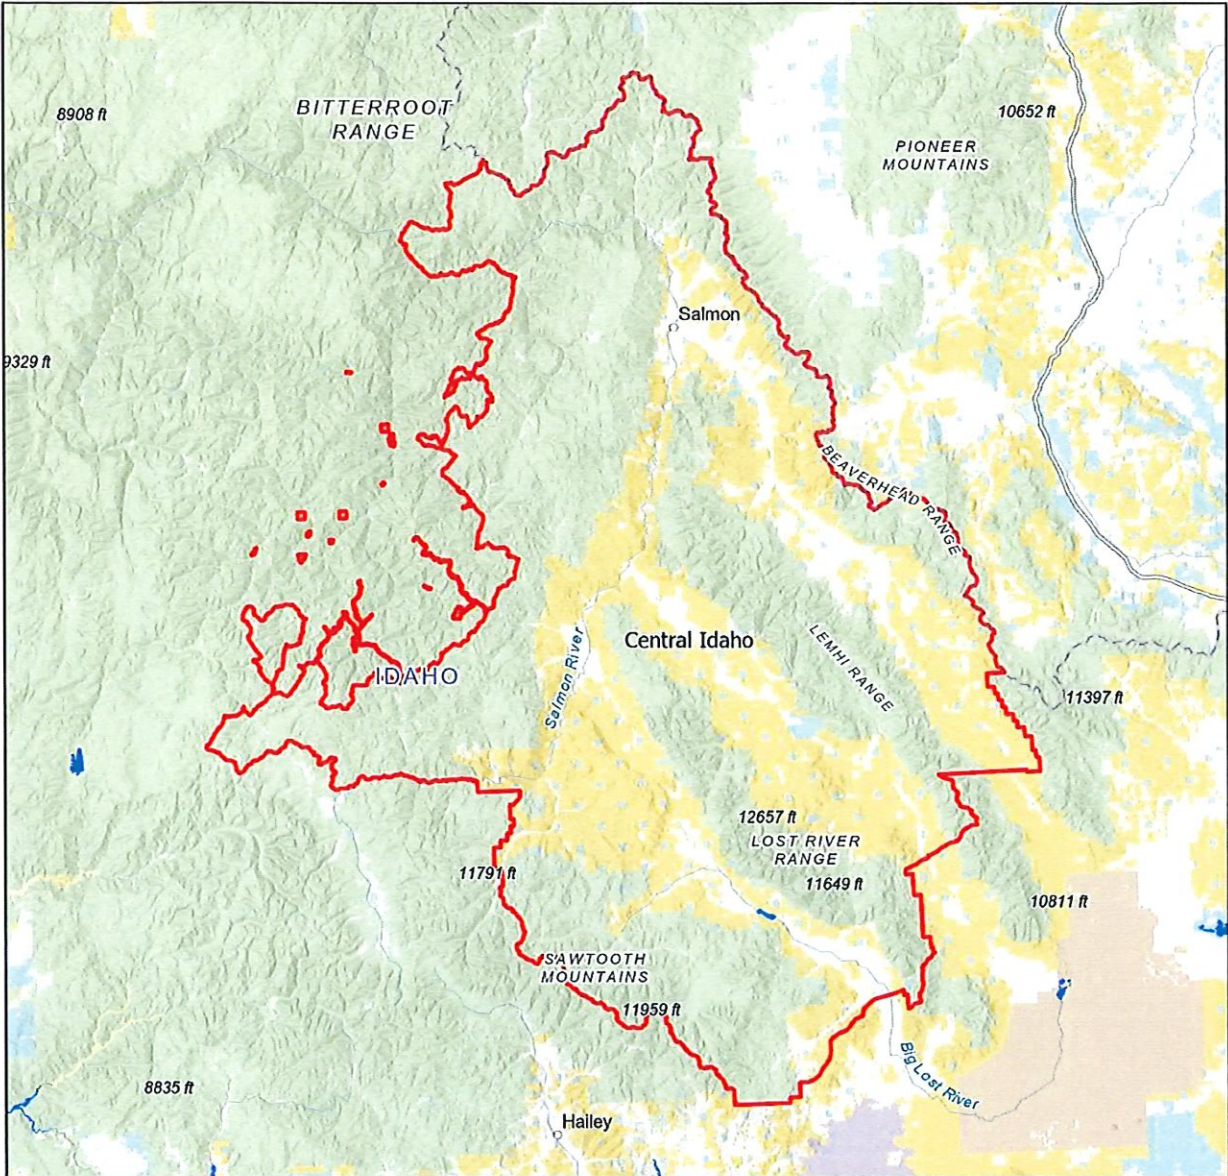 8908 ft
BITTERROOT
RANGE
10652 ft
PIONEER
MOUNTAINS
Salmon
9329 ft
BEAVERHEAD RANGE
Central Idaho
LEMHI RANGE
Salmon River
IDAHO
11397 ft
12657 ft
LOST RIVER
RANGE
11791 ft
11649 ft
10811 ft
SAWTOOTH
MOUNTAINS
11959 ft
Big Lost River
8835 ft
Hailey